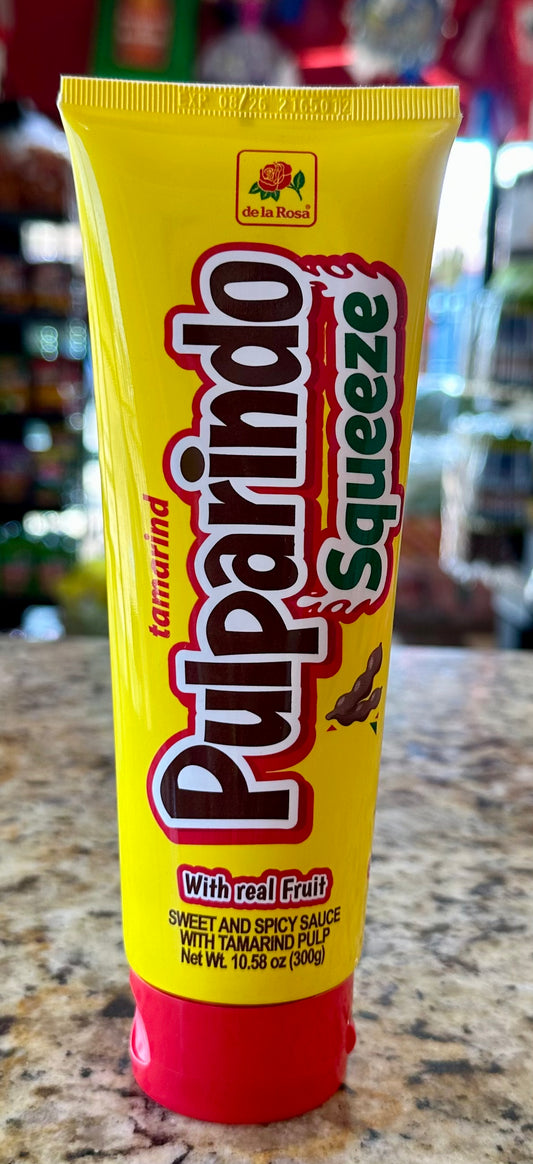 EXP 08/26 2165012
de la Rosa®
tamarind
Pulparindo
Squeeze
With real Fruit
SWEET AND SPICY SAUCE
WITH TAMARIND PULP
Net Wt. 10.58 oz (300g)